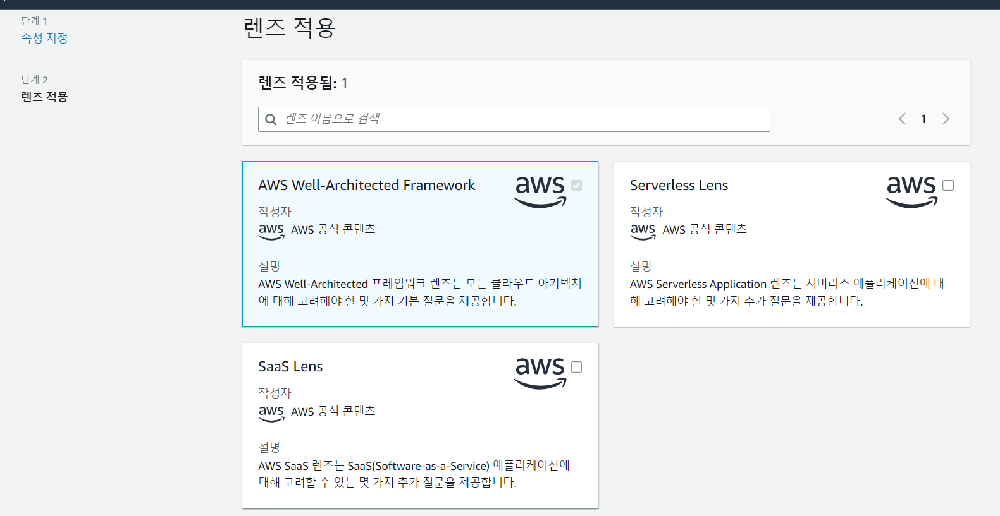 단계 1
속성 지정
단계 2
렌즈 적용
렌즈 적용
렌즈 적용됨: 1
렌즈 이름으로 검색
1
AWS Well-Architected Framework
aws
작성자
aws AWS 공식 콘텐츠
설명
AWS Well-Architected 프레임워크 렌즈는 모든 클라우드 아키텍처
에 대해 고려해야 할 몇 가지 기본 질문을 제공합니다.
Serverless Lens
aws
작성자
aws AWS 공식 콘텐츠
설명
AWS Serverless Application 렌즈는 서버리스 애플리케이션에 대
해 고려해야 할 몇 가지 추가 질문을 제공합니다.
SaaS Lens
aws
작성자
aws AWS 공식 콘텐츠
설명
AWS SaaS 렌즈는 SaaS(Software-as-a-Service) 애플리케이션에
대해 고려할 수 있는 몇 가지 추가 질문을 제공합니다.